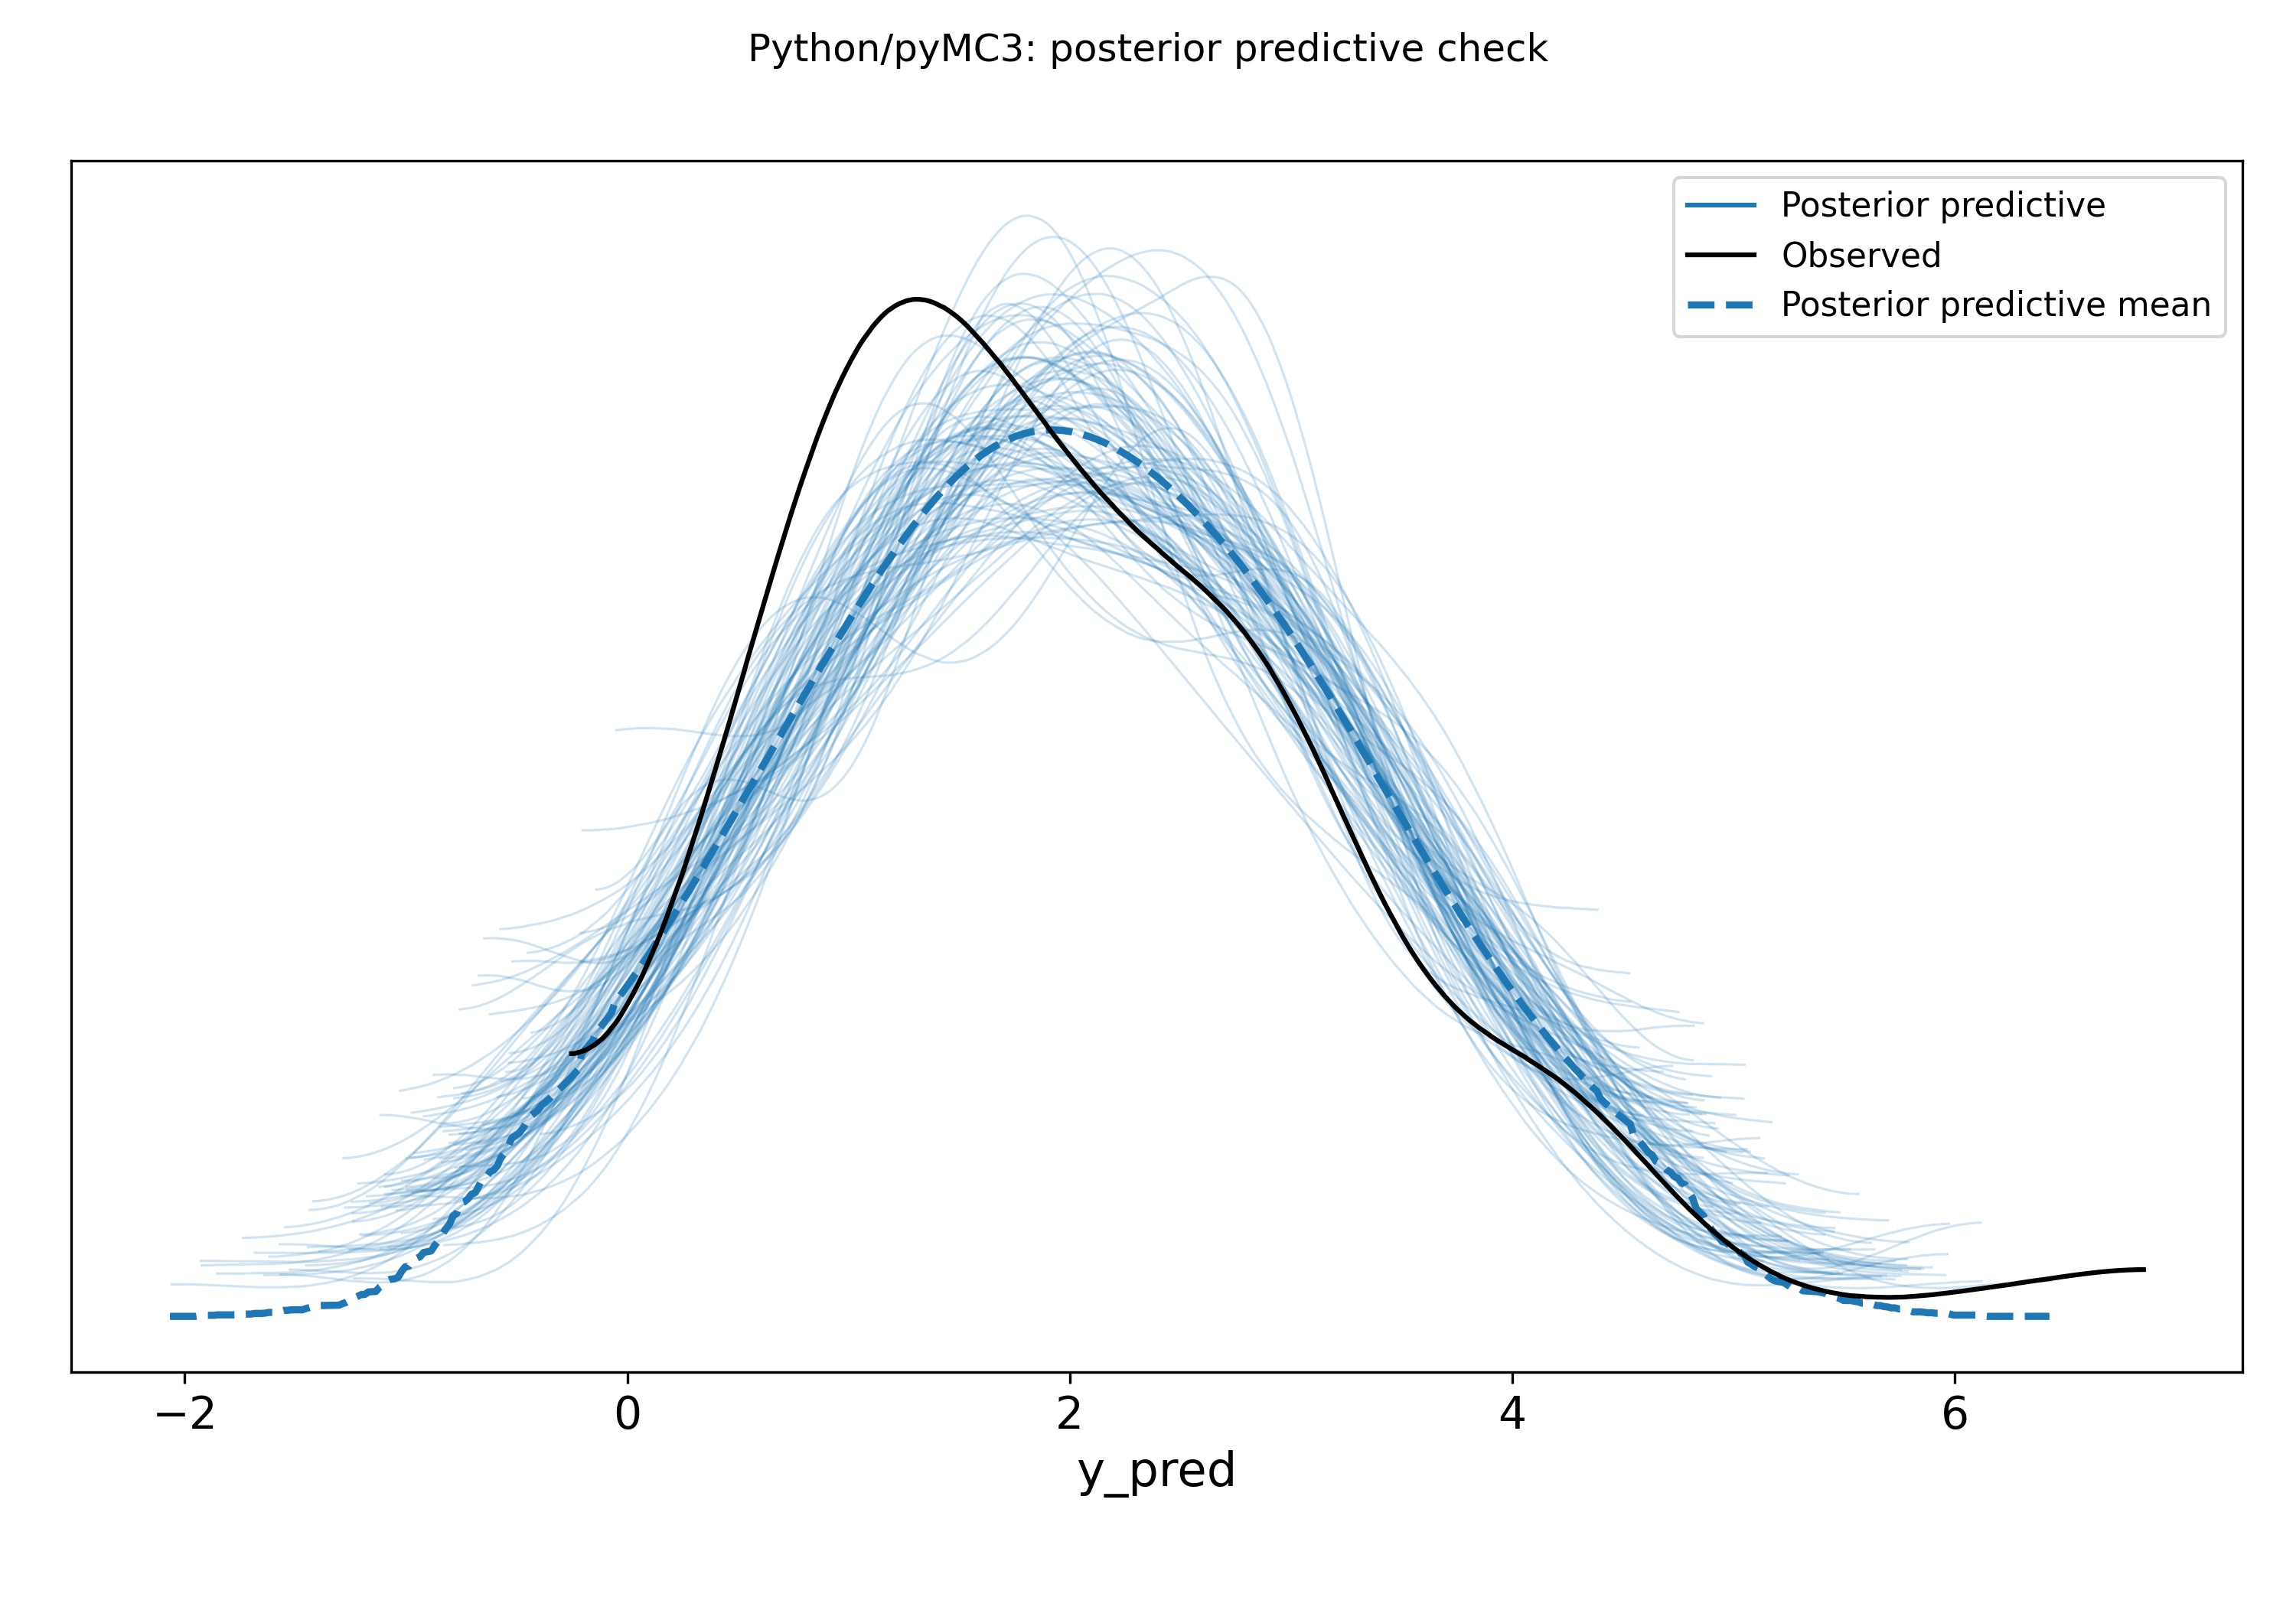 Python/pyMC3: posterior predictive check
Posterior predictive
Observed
Posterior predictive mean
−2 0 2 4 6
y_pred